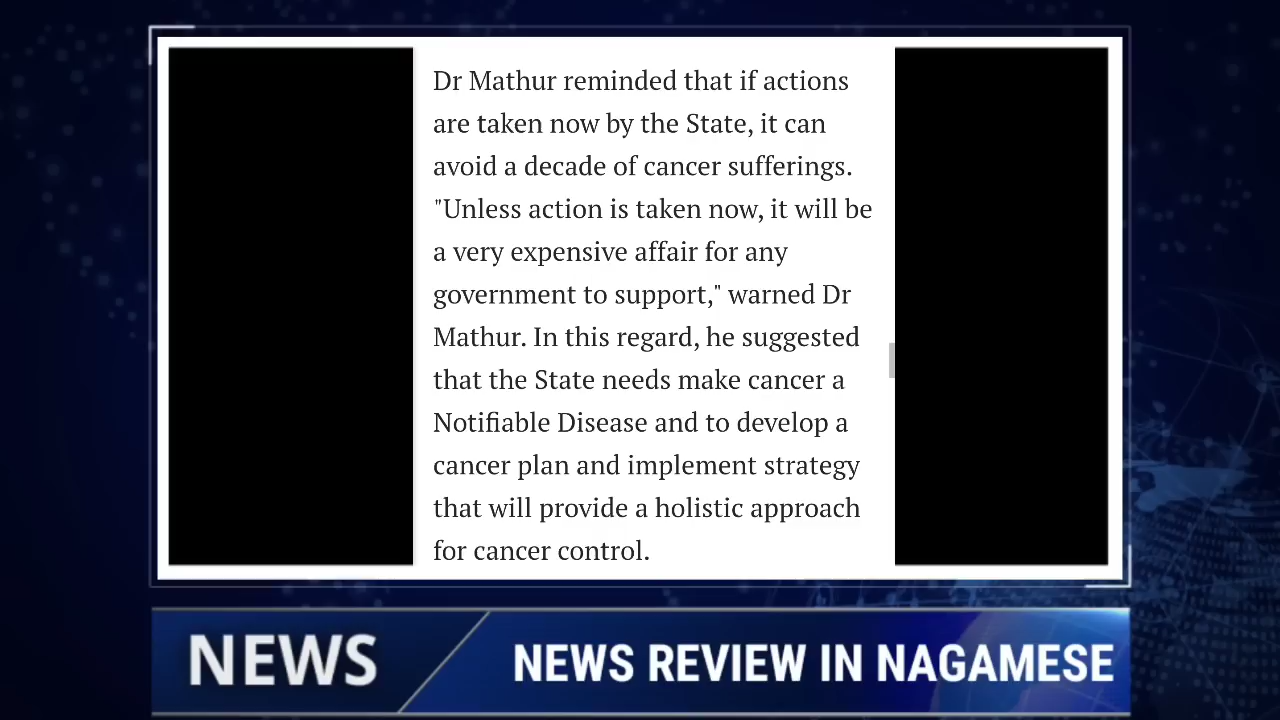 Dr Mathur reminded that if actions
are taken now by the State, it can
avoid a decade of cancer sufferings.
"Unless action is taken now, it will be
a very expensive affair for any
government to support," warned Dr
Mathur. In this regard, he suggested
that the State needs make cancer a
Notifiable Disease and to develop a
cancer plan and implement strategy
that will provide a holistic approach
for cancer control.
NEWS
NEWS REVIEW IN NAGAMESE